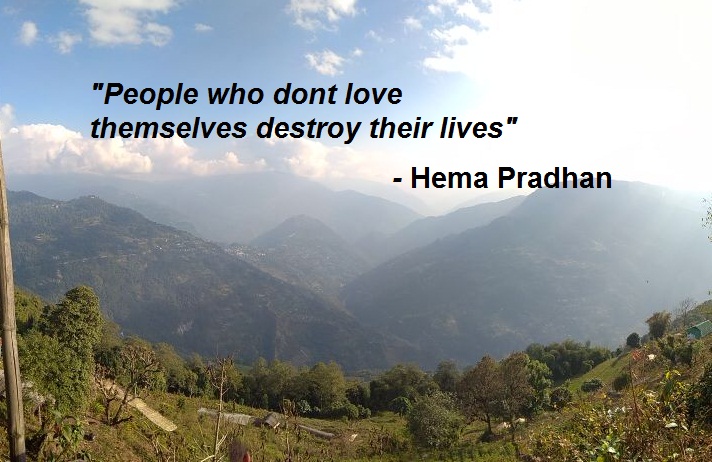 "People who dont love
themselves destroy their lives"
- Hema Pradhan